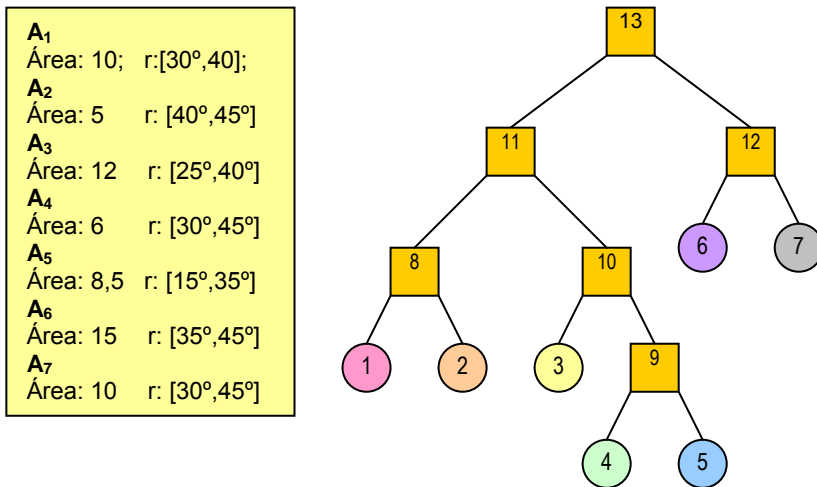 A1
Área: 10; r:[30º,40];
A2
Área: 5 r: [40º,45º]
A3
Área: 12 r: [25º,40º]
A4
Área: 6 r: [30º,45º]
A5
Área: 8,5 r: [15º,35º]
A6
Área: 15 r: [35º,45º]
A7
Área: 10 r: [30º,45º]
13
11
12
6
7
8
10
1
2
3
9
4
5